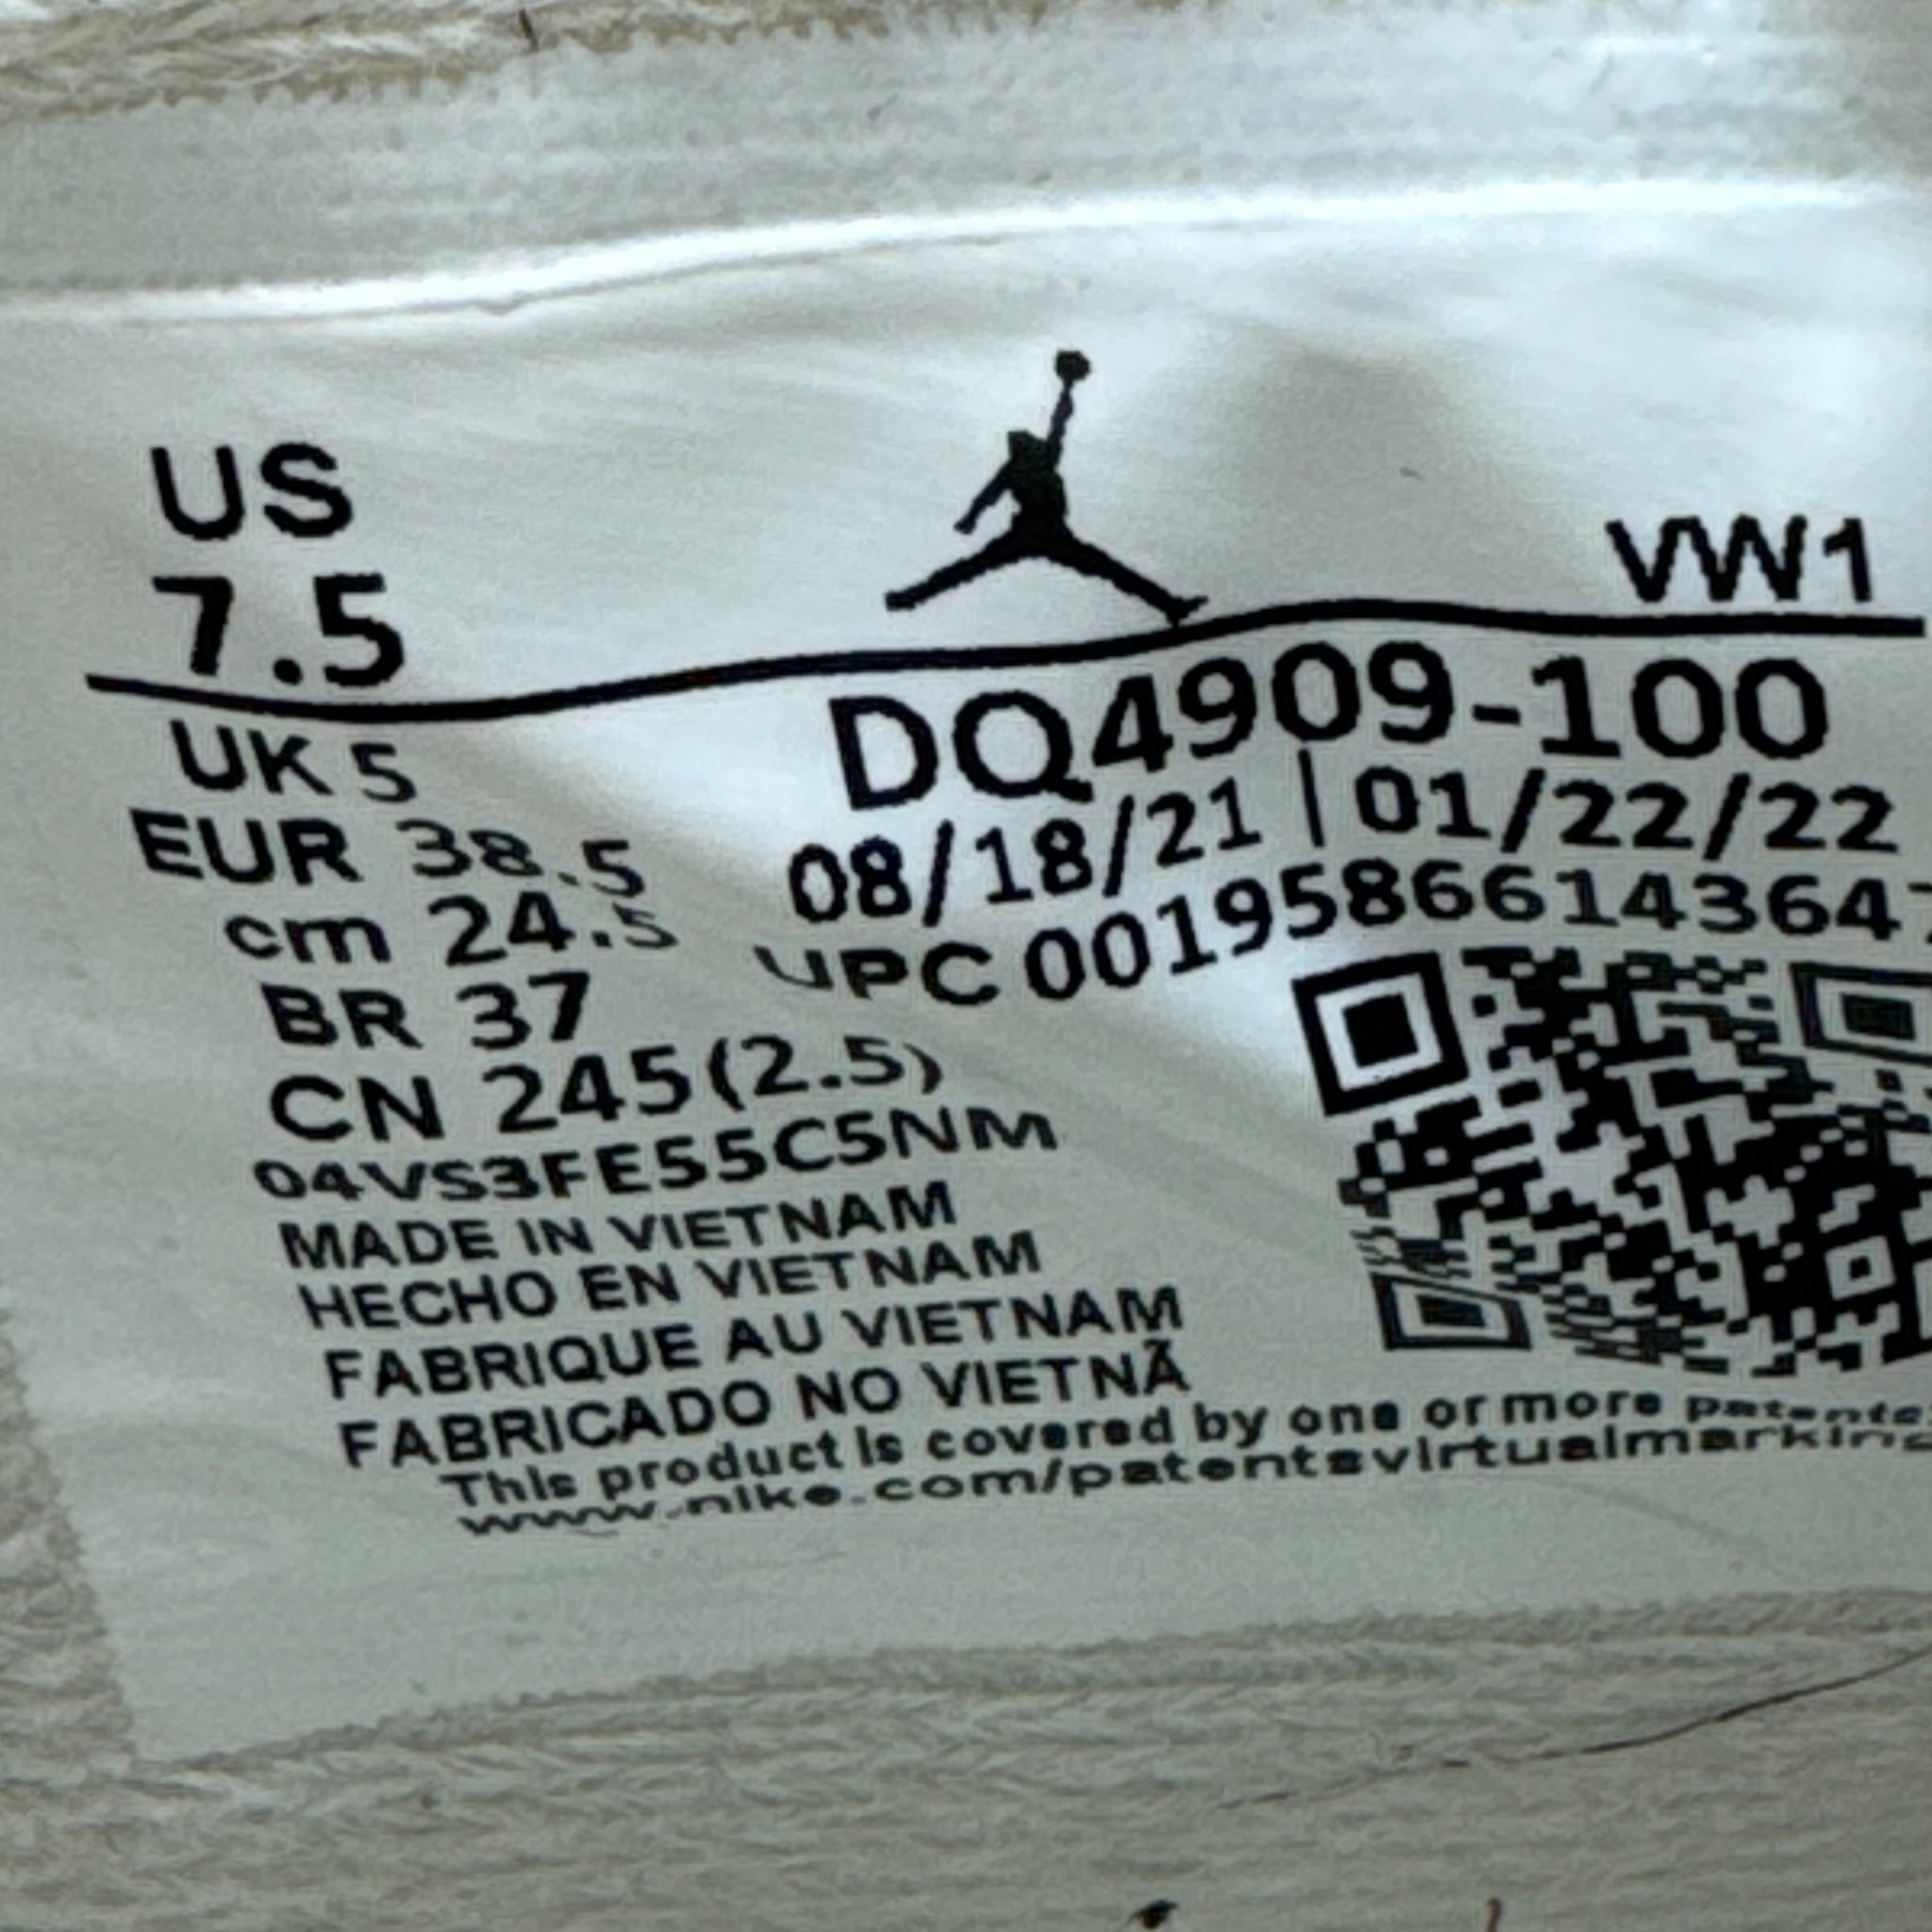 US
7.5
VW1
UK 5
EUR 38.5
cm 24.5
BR 37
CN 245(2.5)
DQ4909-100
08/18/21 | 01/22/22
UPC 00195866614364
04VS3FE55C5NM
MADE IN VIETNAM
HECHO EN VIETNAM
FABRIQUE AU VIETNAM
FABRICADO NO VIETNÃ
This product is covered by one or more patents
www.nike.com/patentsvirtualmarking